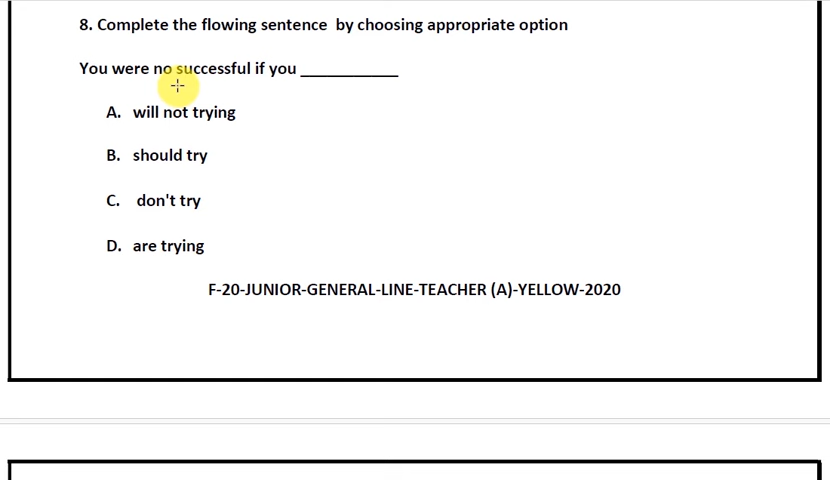 8. Complete the flowing sentence by choosing appropriate option
You were no successful if you ____________
A. will not trying
B. should try
C. don't try
D. are trying
F-20-JUNIOR-GENERAL-LINE-TEACHER (A)-YELLOW-2020